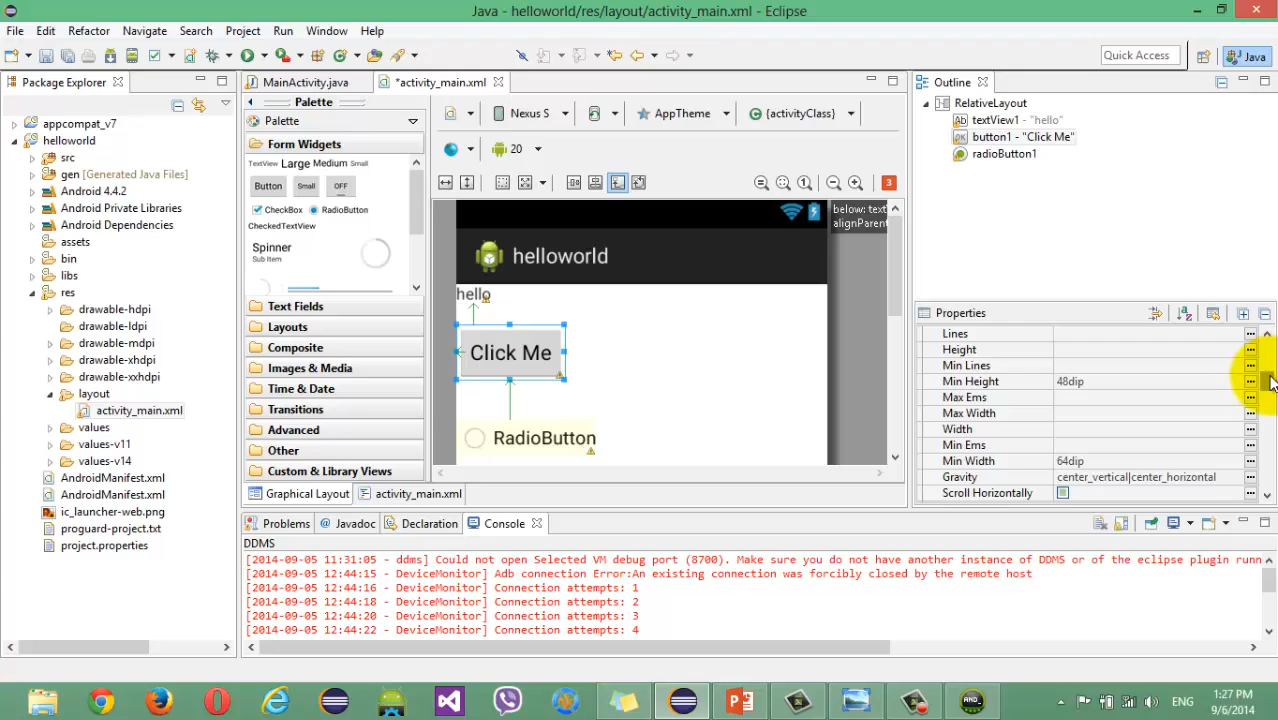 Java - helloworld/res/layout/activity_main.xml - Eclipse
File Edit Refactor Navigate Search Project Run Window Help
Quick Access
Java
Package Explorer
appcompat_v7
helloworld
src
gen [Generated Java Files]
Android 4.4.2
Android Private Libraries
Android Dependencies
assets
bin
libs
res
drawable-hdpi
drawable-ldpi
drawable-mdpi
drawable-xhdpi
drawable-xxhdpi
layout
activity_main.xml
values
values-v11
values-v14
AndroidManifest.xml
AndroidManifest.xml
ic_launcher-web.png
proguard-project.txt
project.properties
MainActivity.java
*activity_main.xml
Palette
Palette
Form Widgets
TextView Large Medium Small
Button Small OFF
CheckBox RadioButton
CheckedTextView
Spinner
Sub Item
Text Fields
Layouts
Composite
Images & Media
Time & Date
Transitions
Advanced
Other
Custom & Library Views
Nexus S
AppTheme
{activityClass}
20
3
below: text
alignParent
helloworld
hello
Click Me
RadioButton
Graphical Layout
activity_main.xml
Outline
RelativeLayout
textView1 - "hello"
button1 - "Click Me"
radioButton1
Properties
Lines
Height
Min Lines
Min Height 48dip
Max Ems
Max Width
Width
Min Ems
Min Width 64dip
Gravity center_vertical|center_horizontal
Scroll Horizontally
Problems Javadoc Declaration Console
DDMS
[2014-09-05 11:31:05 - ddms] Could not open Selected VM debug port (8700). Make sure you do not have another instance of DDMS or of the eclipse plugin runn
[2014-09-05 12:44:15 - DeviceMonitor] Adb connection Error:An existing connection was forcibly closed by the remote host
[2014-09-05 12:44:16 - DeviceMonitor] Connection attempts: 1
[2014-09-05 12:44:18 - DeviceMonitor] Connection attempts: 2
[2014-09-05 12:44:20 - DeviceMonitor] Connection attempts: 3
[2014-09-05 12:44:22 - DeviceMonitor] Connection attempts: 4
ENG
1:27 PM
9/6/2014